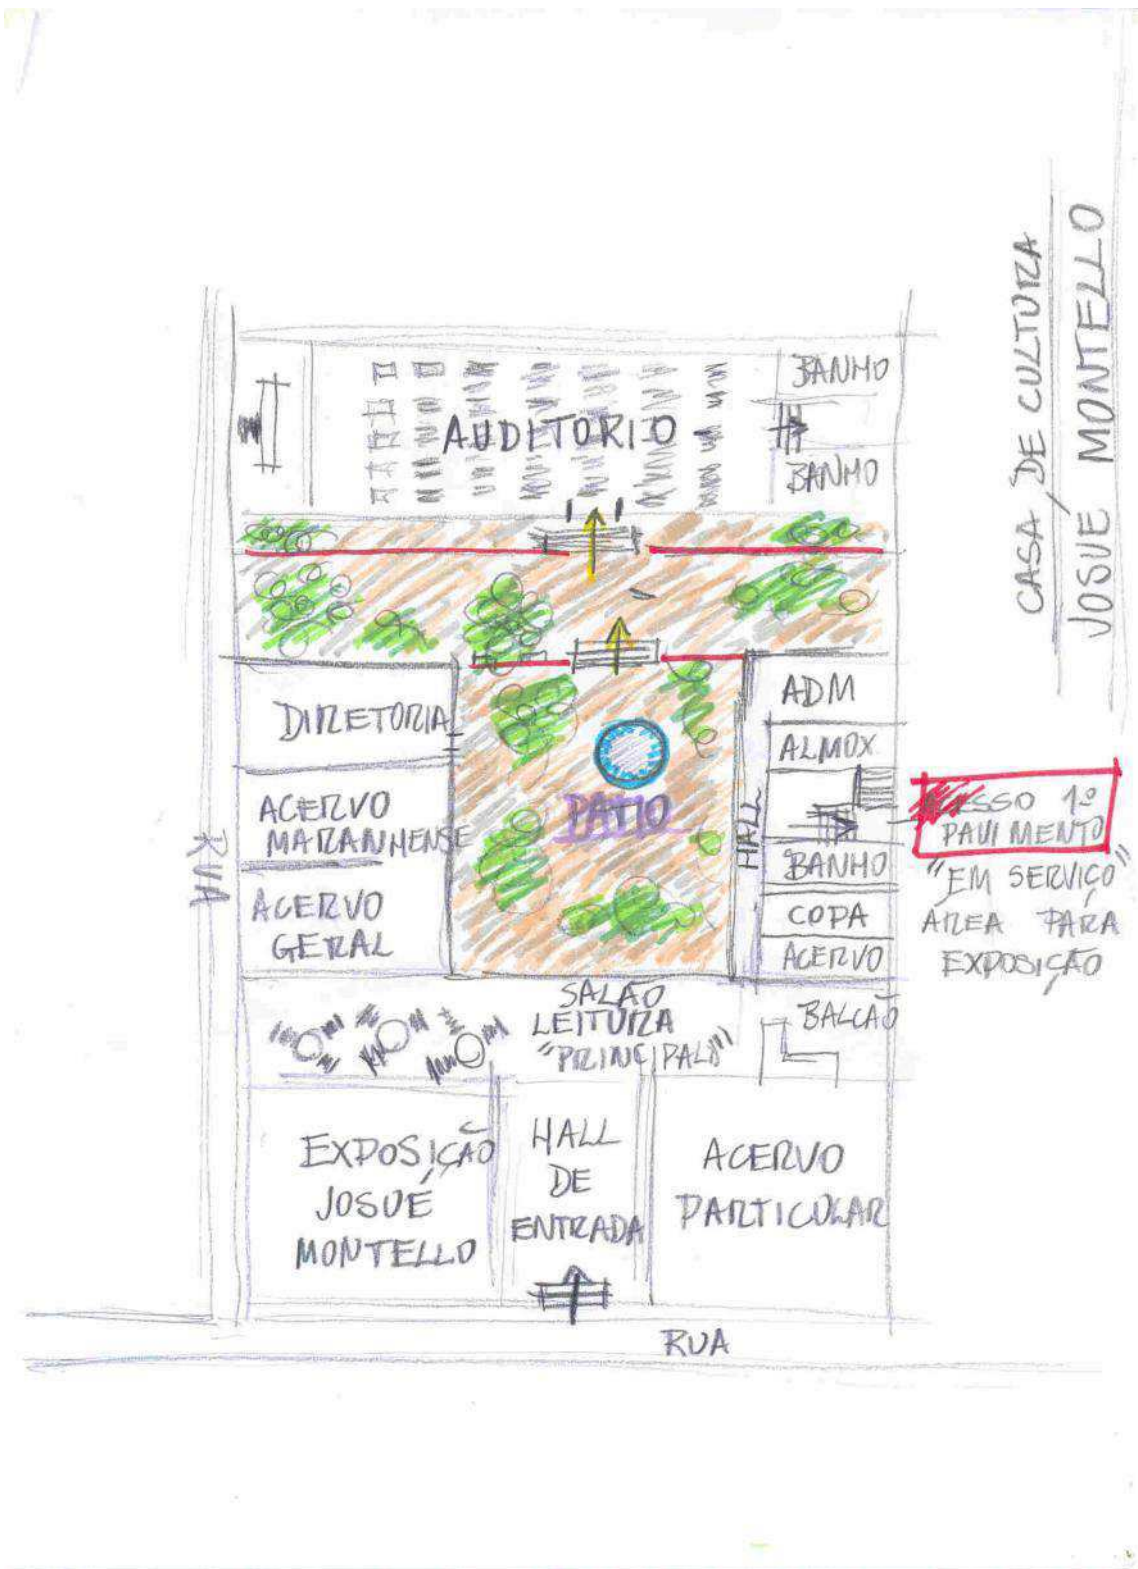 CASA DE CULTURA
JOSUÉ MONTELLO
BANHO
AUDITORIO
BANHO
DIRETORIA
ADM
ALMOX
ACERVO
MARANHENSE
PATIO
HALL
1º
PAVIMENTO
"EM SERVIÇO"
AREA PARA
EXPOSIÇÃO
RUA
BANHO
ACERVO
GERAL
COPA
ACERVO
SALÃO
LEITURA
"PRINCIPAL"
BALCÃO
EXPOSIÇÃO
JOSUÉ
MONTELLO
HALL
DE
ENTRADA
ACERVO
PARTICULAR
RUA